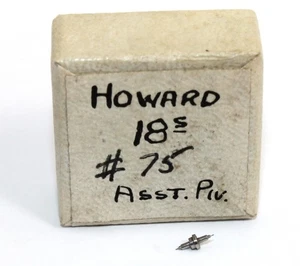 HOWARD
18s
# 75
ASST. PIV.